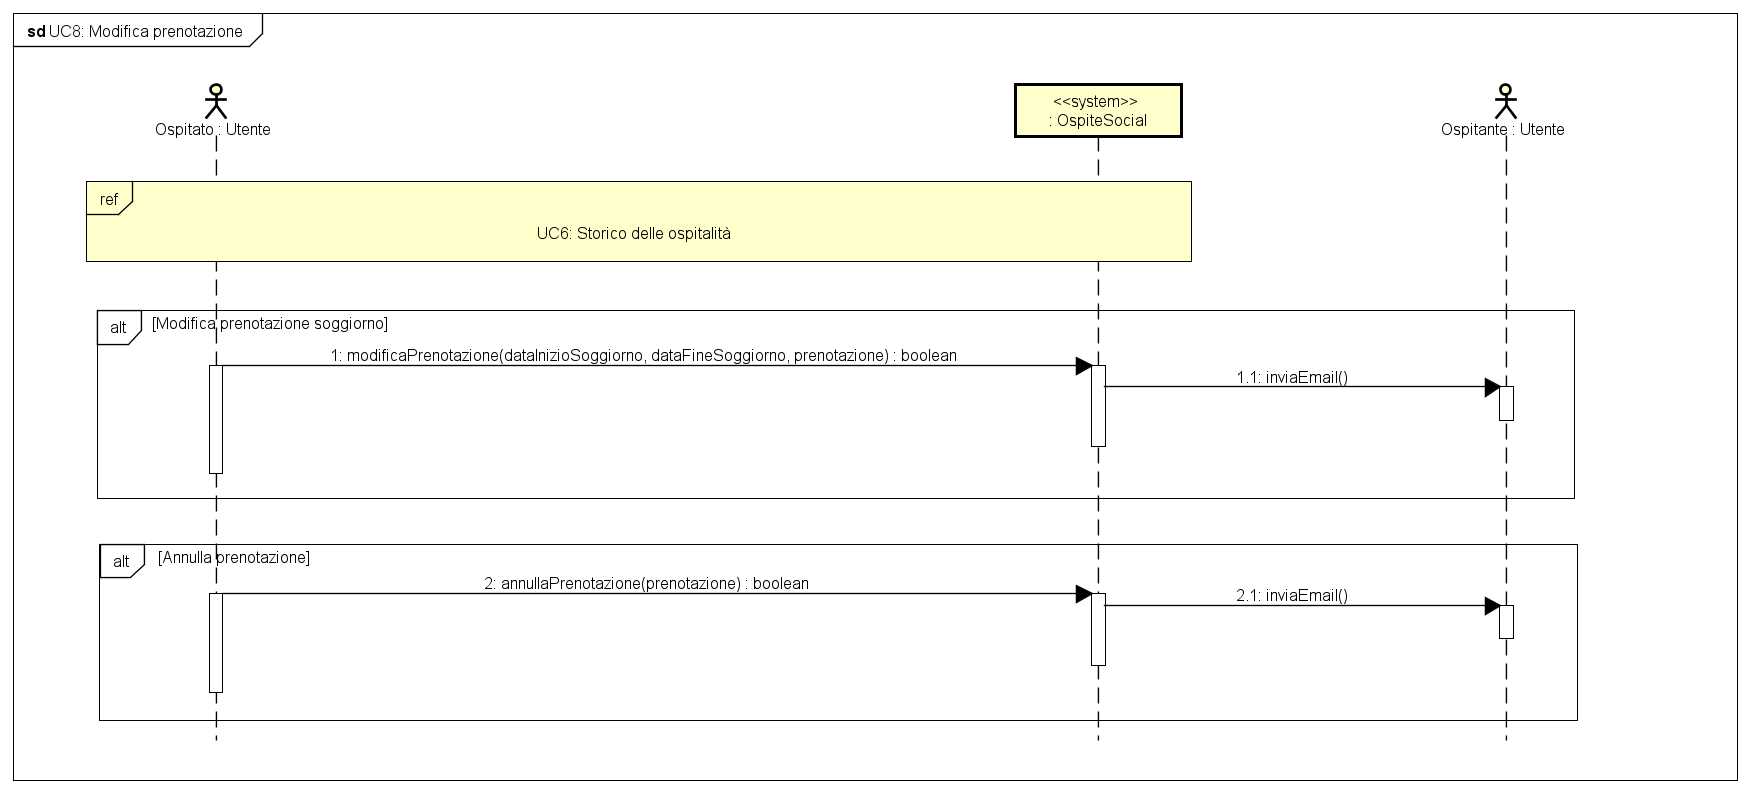 sd UC8: Modifica prenotazione
Ospitato : Utente
<<system>>
: OspiteSocial
Ospitante : Utente
ref
UC6: Storico delle ospitalità
alt [Modifica prenotazione soggiorno]
1: modificaPrenotazione(dataInizioSoggiorno, dataFineSoggiorno, prenotazione) : boolean
1.1: inviaEmail()
alt [Annulla prenotazione]
2: annullaPrenotazione(prenotazione) : boolean
2.1: inviaEmail()